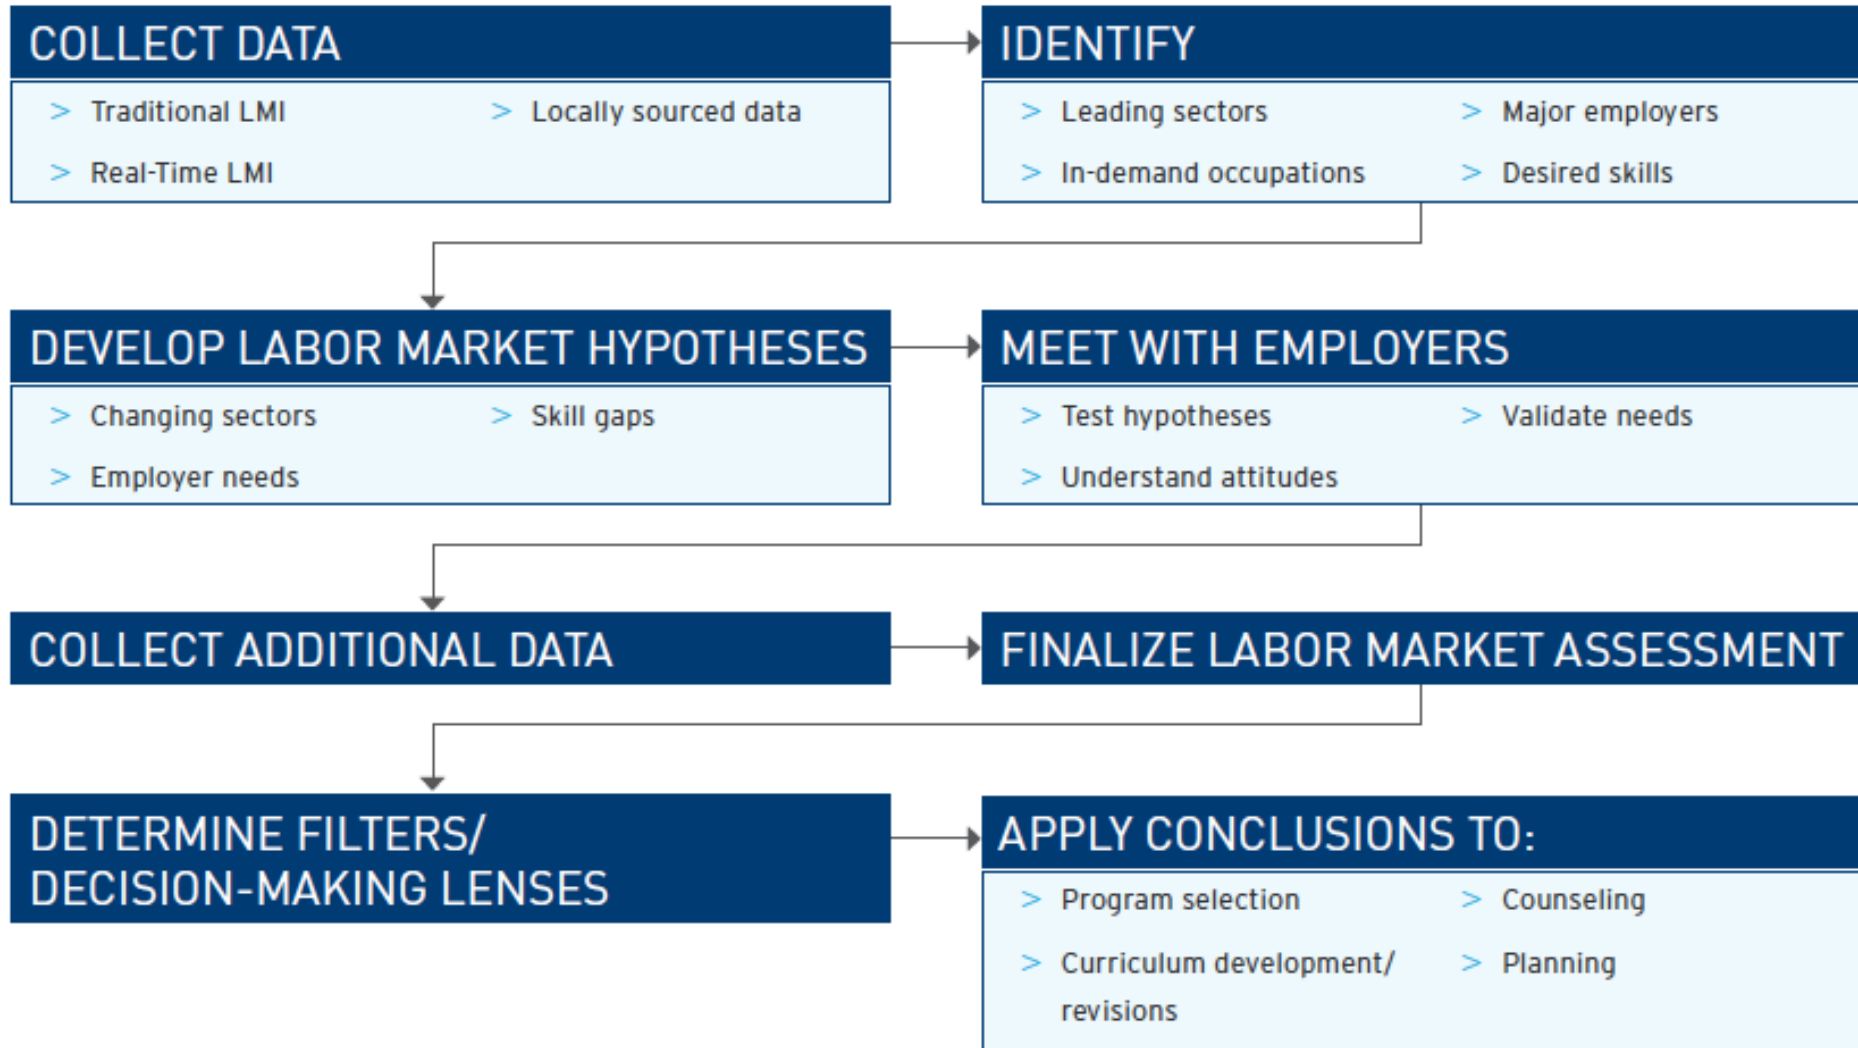 COLLECT DATA
> Traditional LMI
> Locally sourced data
> Real-Time LMI
IDENTIFY
> Leading sectors
> Major employers
> In-demand occupations
> Desired skills
DEVELOP LABOR MARKET HYPOTHESES
> Changing sectors
> Skill gaps
> Employer needs
MEET WITH EMPLOYERS
> Test hypotheses
> Validate needs
> Understand attitudes
COLLECT ADDITIONAL DATA
FINALIZE LABOR MARKET ASSESSMENT
DETERMINE FILTERS/
DECISION-MAKING LENSES
APPLY CONCLUSIONS TO:
> Program selection
> Counseling
> Curriculum development/
revisions
> Planning